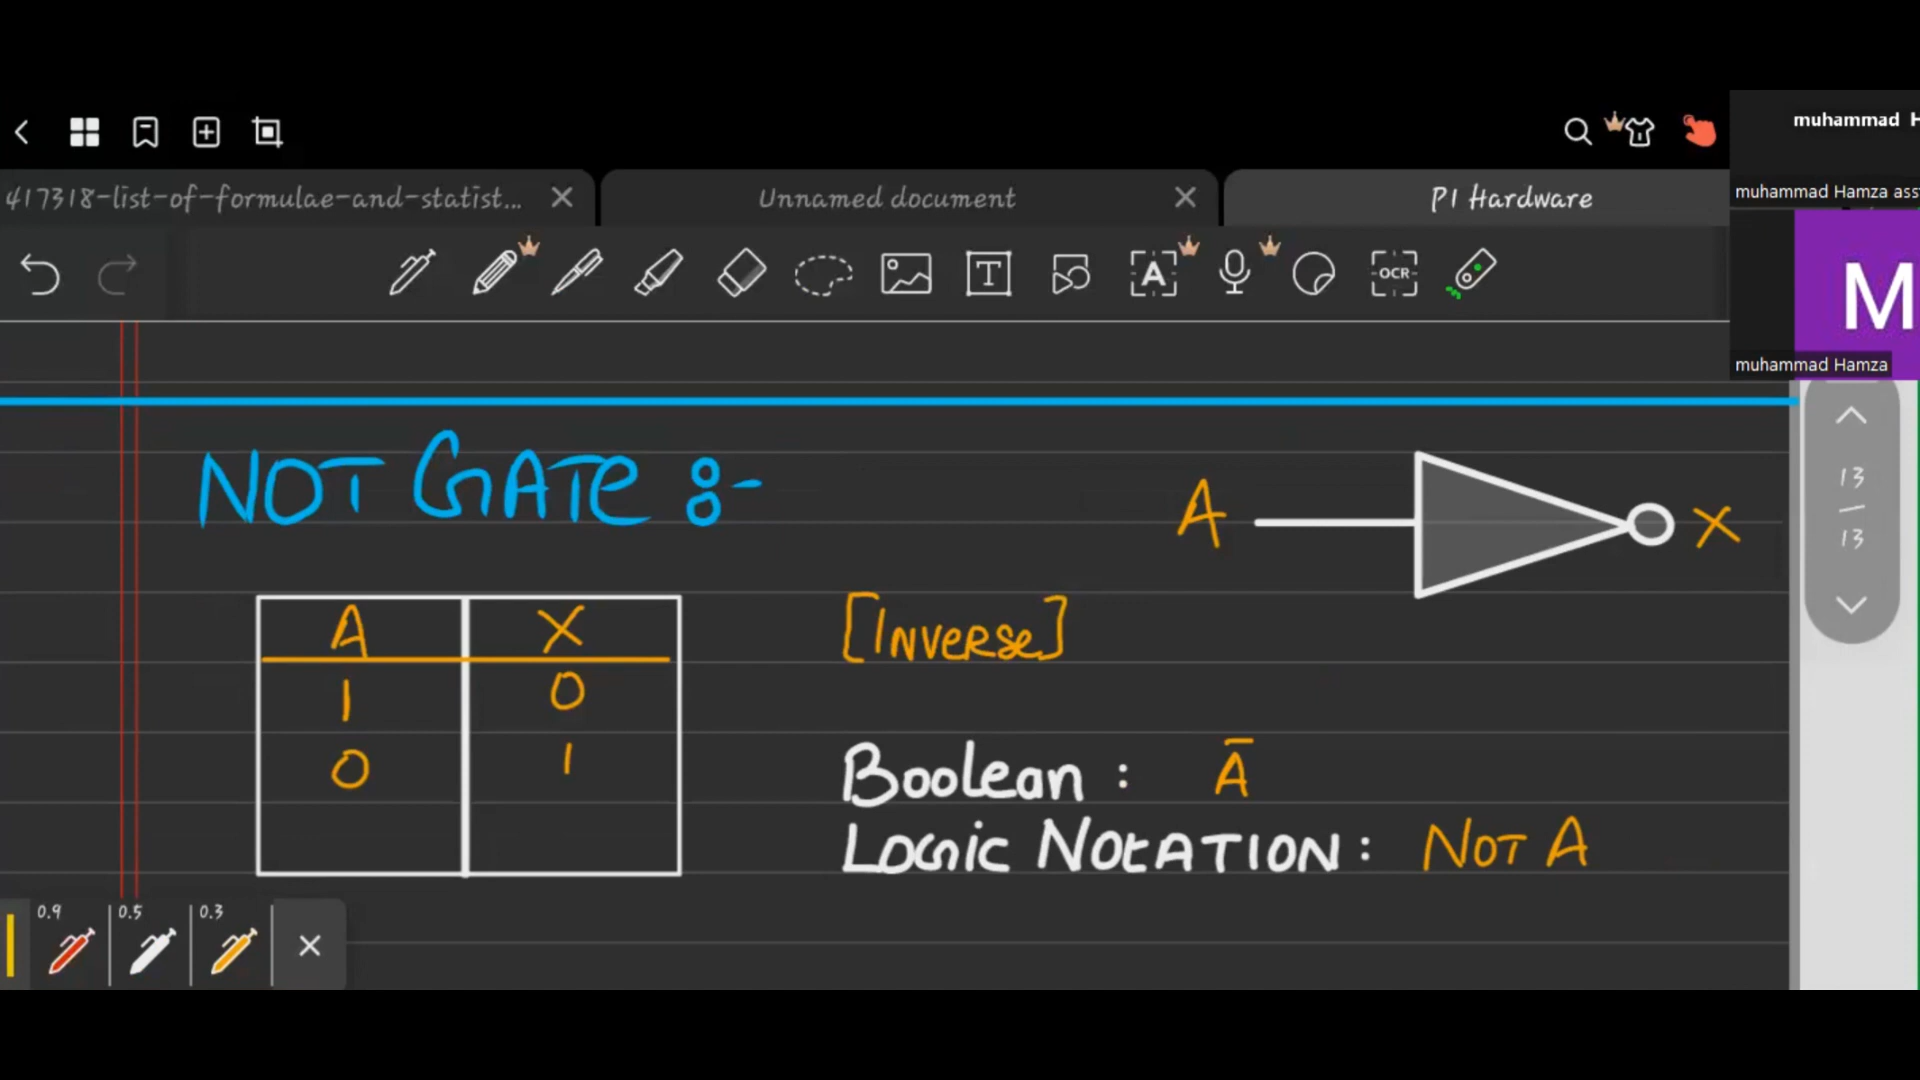 muhammad H
muhammad Hamza ass
417318-list-of-formulae-and-statist...
Unnamed document
P1 Hardware
T
A
OCR
M
muhammad Hamza
NOT GATE :-
A
X
13
13
A X
1 0
0 1
[Inverse]
Boolean : Ā
Logic Notation : NOT A
0.9 0.5 0.3